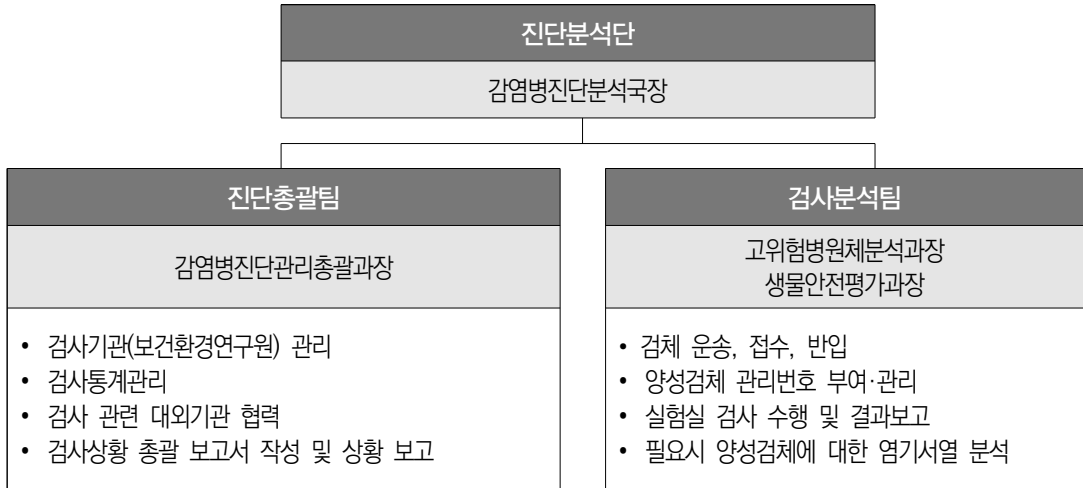 진단분석단
감염병진단분석국장
진단총괄팀
감염병진단관리총괄과장
• 검사기관(보건환경연구원) 관리
• 검사통계관리
• 검사 관련 대외기관 협력
• 검사상황 총괄 보고서 작성 및 상황 보고
검사분석팀
고위험병원체분석과장
생물안전평가과장
• 검체 운송, 접수, 반입
• 양성검체 관리번호 부여·관리
• 실험실 검사 수행 및 결과보고
• 필요시 양성검체에 대한 염기서열 분석